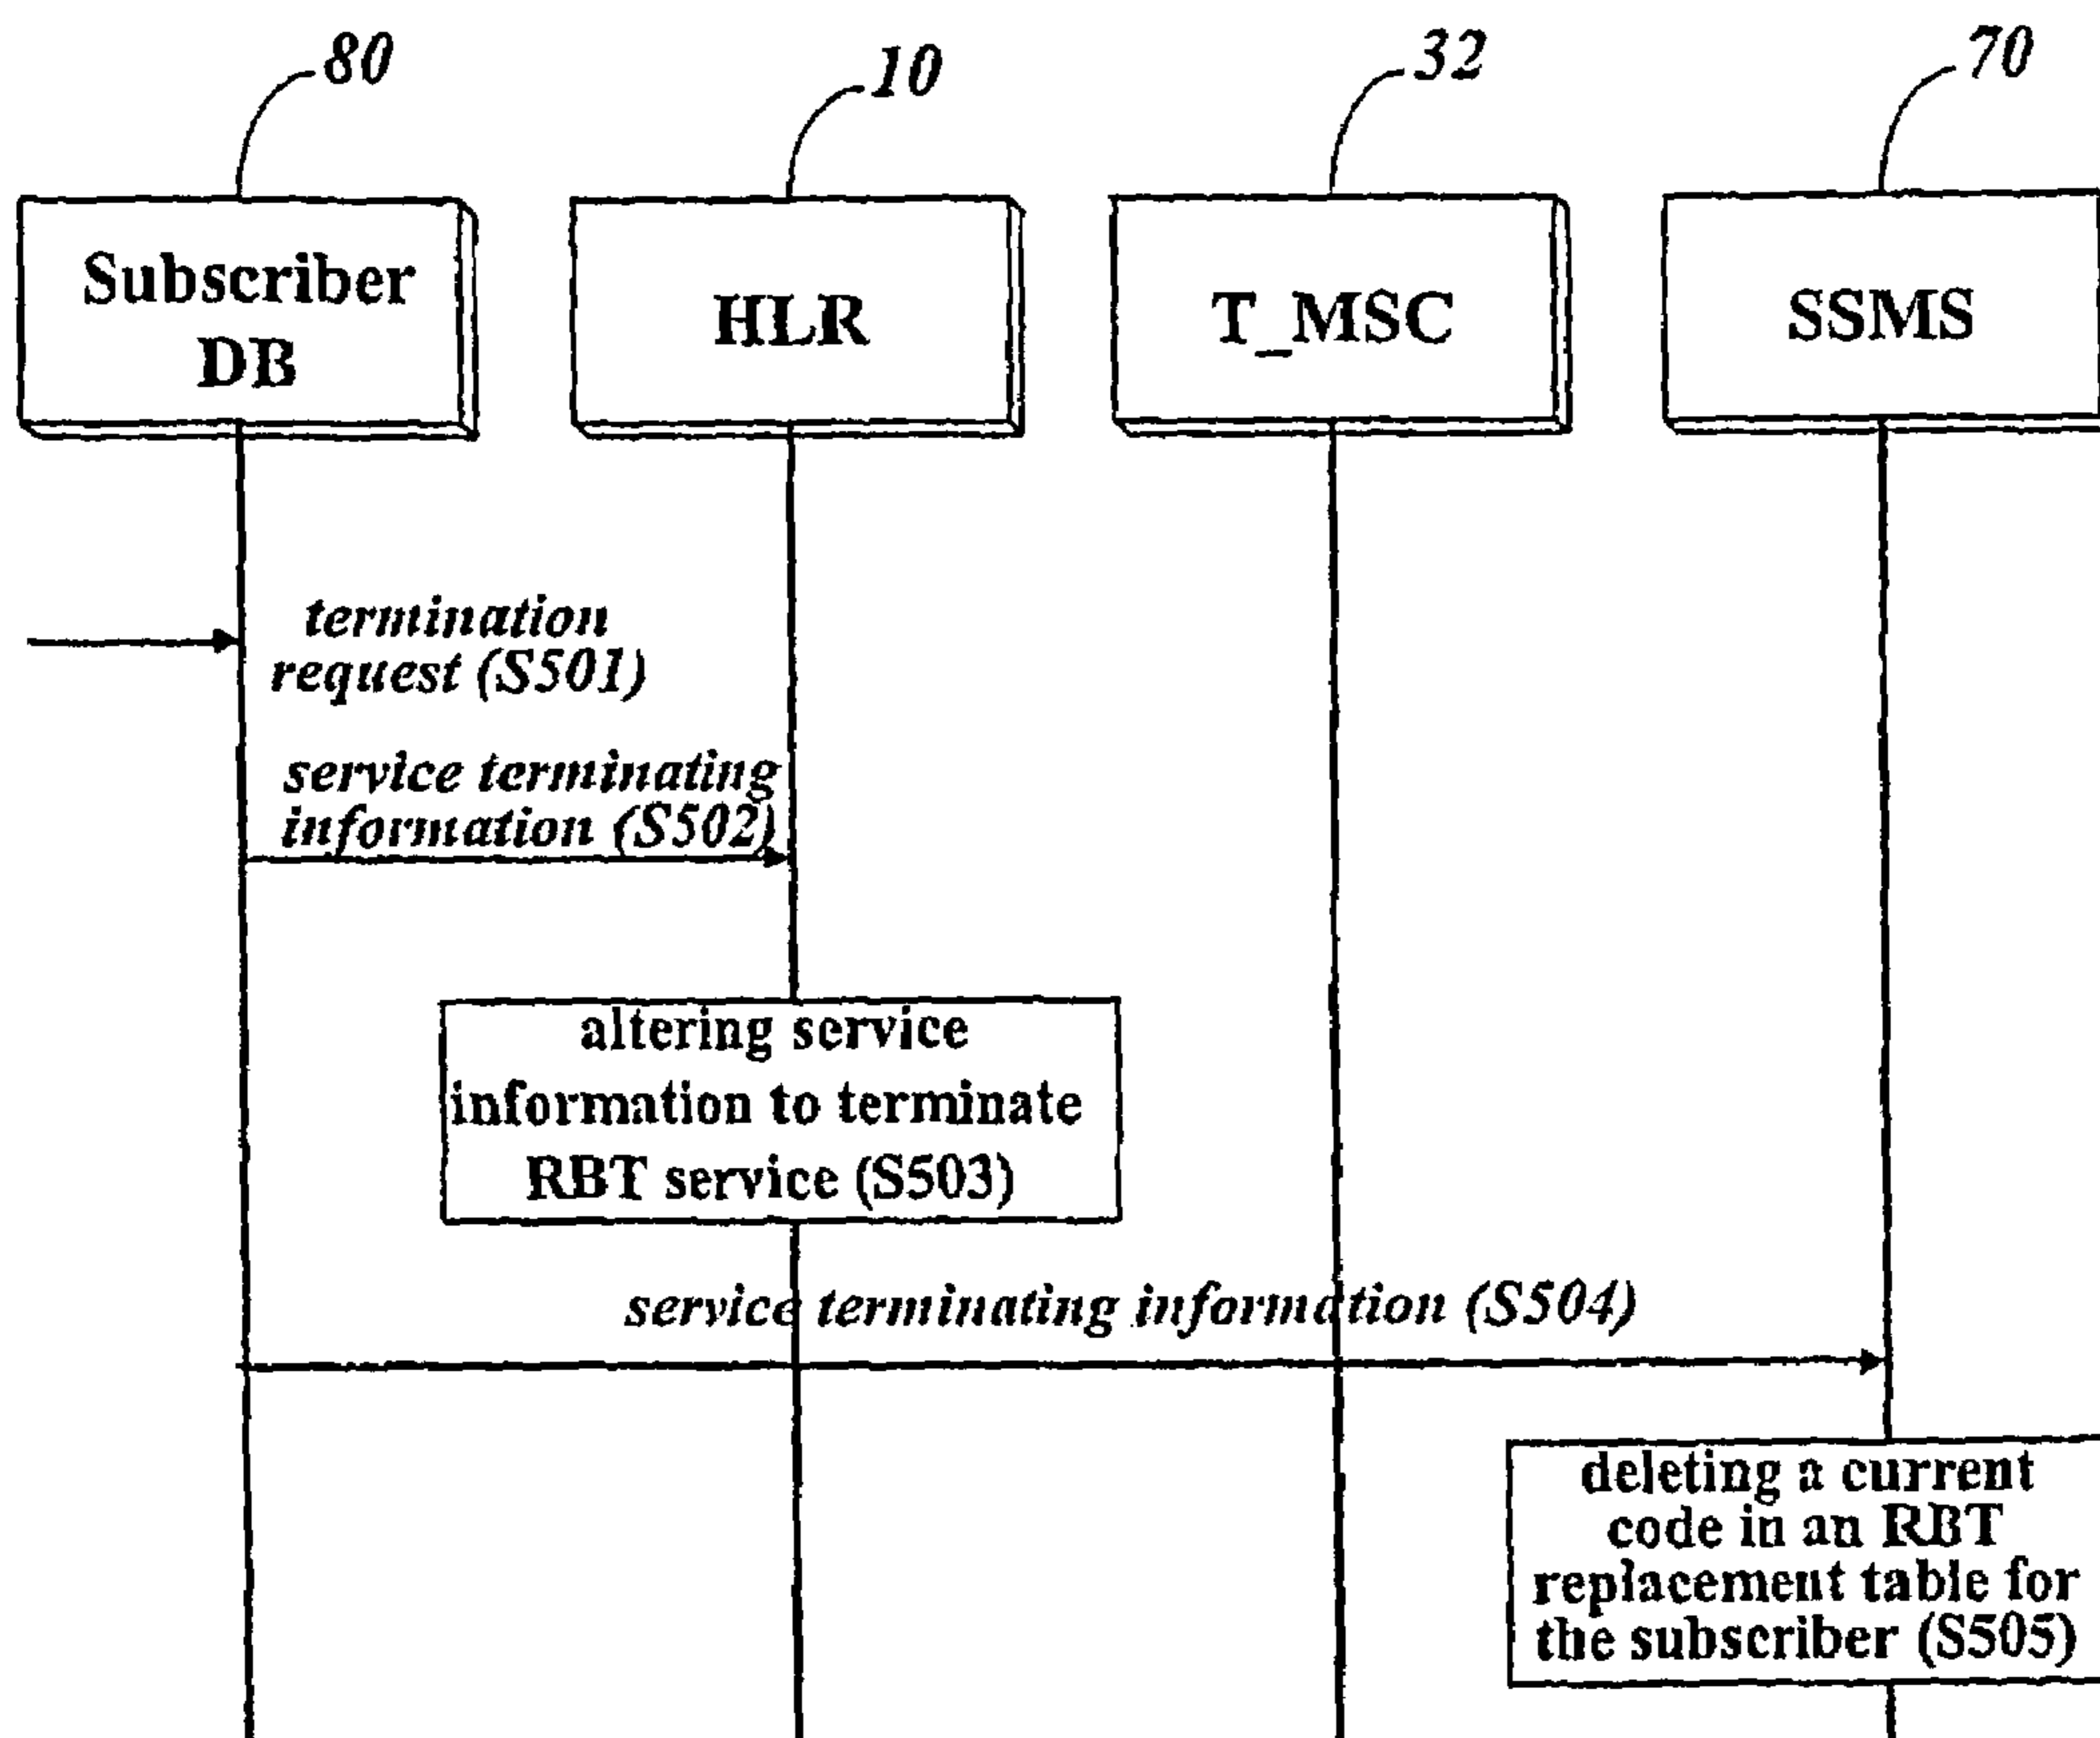 80
10
32
70
Subscriber
DB
HLR
T_MSC
SSMS
termination
request (S501)
service terminating
information (S502)
altering service
information to terminate
RBT service (S503)
service terminating information (S504)
deleting a current
code in an RBT
replacement table for
the subscriber (S505)